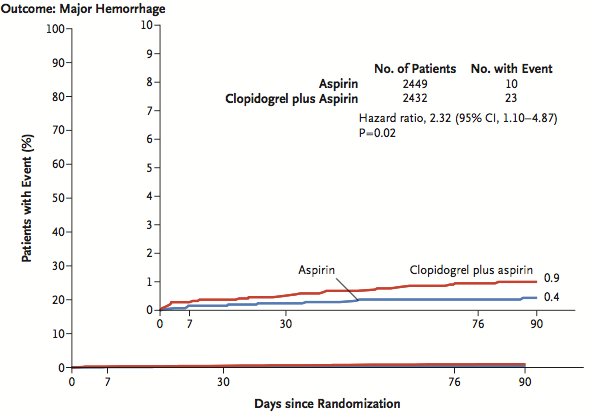 Outcome: Major Hemorrhage
Patients with Event (%)
100
90
80
70
60
50
40
30
20
10
0
10
9
8
7
6
5
4
3
2
1
0
No. of Patients No. with Event
Aspirin 2449 10
Clopidogrel plus Aspirin 2432 23
Hazard ratio, 2.32 (95% CI, 1.10–4.87)
P=0.02
Aspirin
Clopidogrel plus aspirin
0.9
0.4
0 7 30 76 90
0 7 30 76 90
Days since Randomization